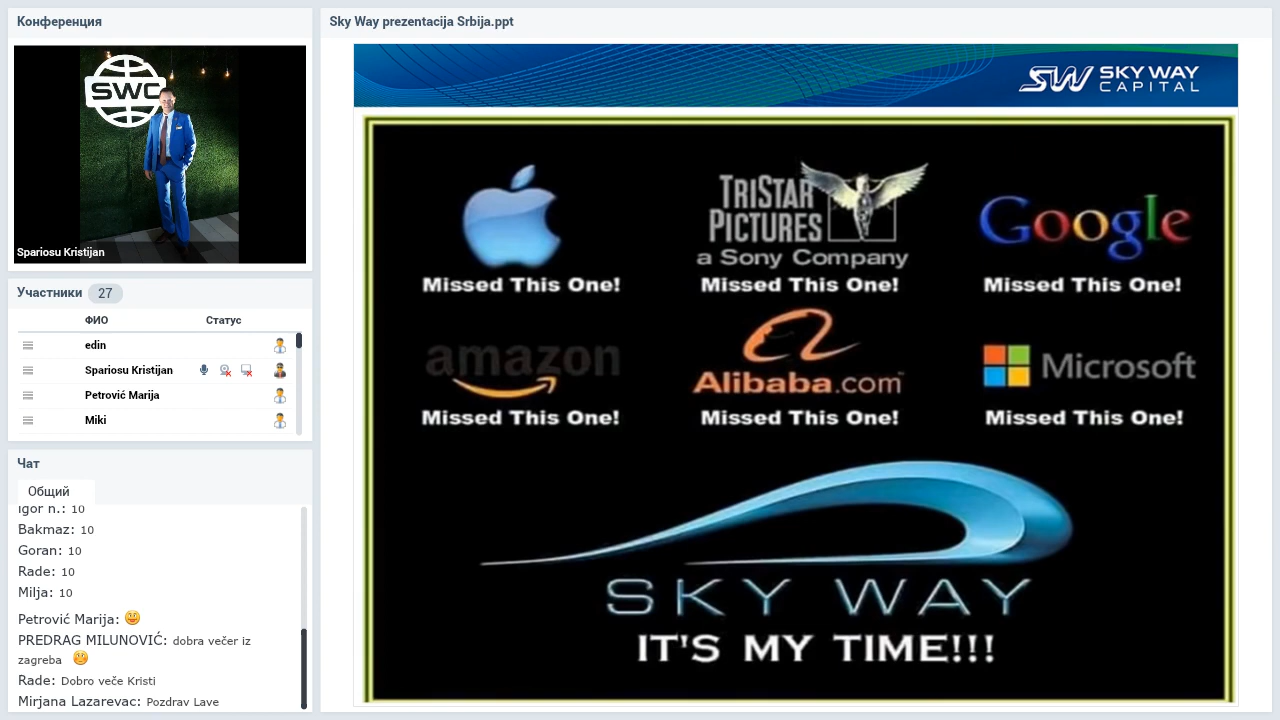 Конференция
SWC
Spariosu Kristijan
Участники 27
ФИО Статус
edin
Spariosu Kristijan
Petrović Marija
Miki
Чат
Общий
igor n.: 10
Bakmaz: 10
Goran: 10
Rade: 10
Milja: 10
Petrović Marija:
PREDRAG MILUNOVIĆ: dobra večer iz
zagreba
Rade: Dobro veče Kristi
Mirjana Lazarevac: Pozdrav Lave
Sky Way prezentacija Srbija.ppt
SW SKY WAY
CAPITAL
TRISTAR
PICTURES
a Sony Company
Google
Missed This One! Missed This One! Missed This One!
amazon
Alibaba.com
Microsoft
Missed This One! Missed This One! Missed This One!
SKY WAY
IT'S MY TIME!!!